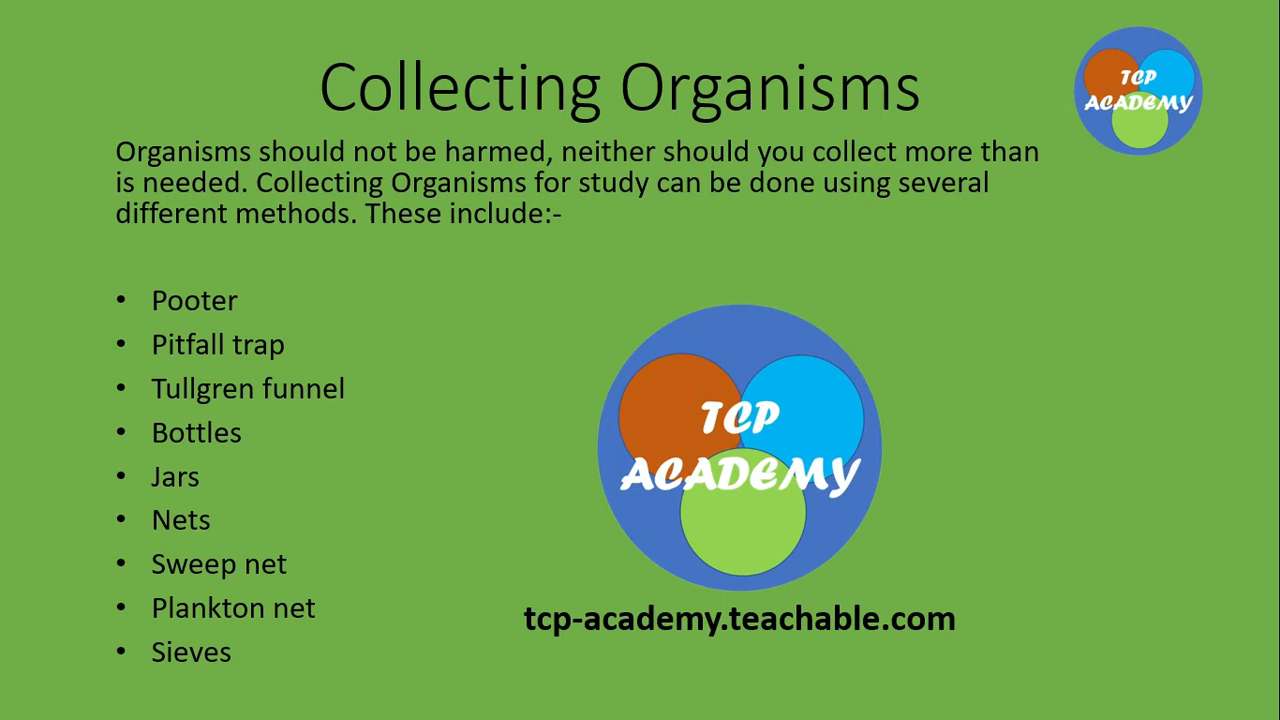 Collecting Organisms
TCP
ACADEMY
Organisms should not be harmed, neither should you collect more than
is needed. Collecting Organisms for study can be done using several
different methods. These include:-
• Pooter
• Pitfall trap
• Tullgren funnel
• Bottles
• Jars
• Nets
• Sweep net
• Plankton net
• Sieves
TCP
ACADEMY
tcp-academy.teachable.com